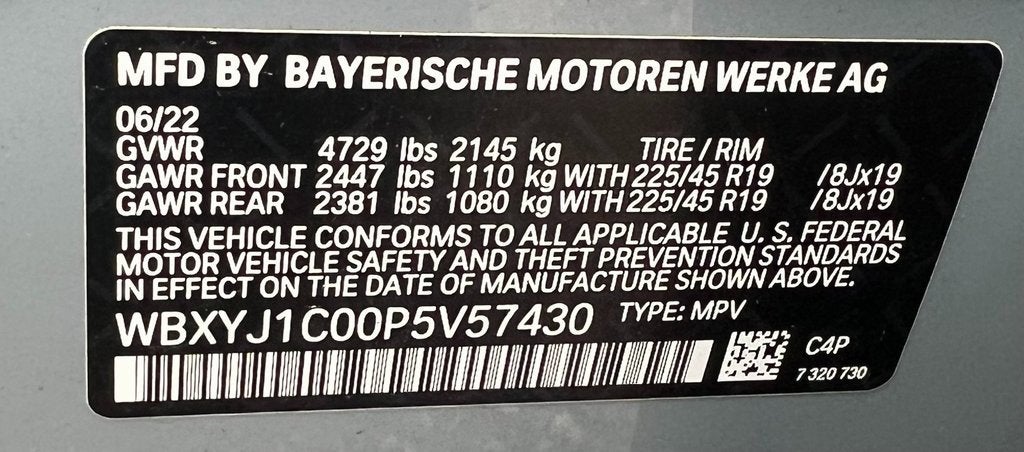 MFD BY BAYERISCHE MOTOREN WERKE AG
06/22
GVWR 4729 lbs 2145 kg TIRE / RIM
GAWR FRONT 2447 lbs 1110 kg WITH 225/45 R19 /8Jx19
GAWR REAR 2381 lbs 1080 kg WITH 225/45 R19 /8Jx19
THIS VEHICLE CONFORMS TO ALL APPLICABLE U. S. FEDERAL
MOTOR VEHICLE SAFETY AND THEFT PREVENTION STANDARDS
IN EFFECT ON THE DATE OF MANUFACTURE SHOWN ABOVE.
WBXYJ1C00P5V57430 TYPE: MPV
C4P
7 320 730